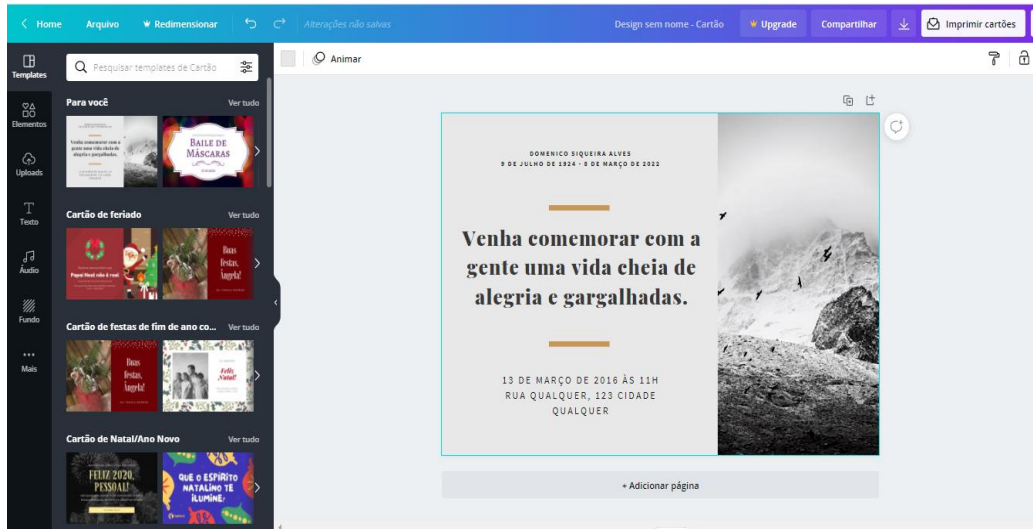 Home Arquivo Redimensionar Alterações não salvas Design sem nome - Cartão Upgrade Compartilhar Imprimir cartões
Templates
Elementos
Uploads
Texto
Áudio
Fundo
Mais
Pesquisar templates de Cartão
Para você Ver tudo
Venha comemorar com a
gente uma vida cheia de
alegria e gargalhadas.
BAILE DE
MÁSCARAS
Cartão de feriado Ver tudo
Papai Noel não é real
Boas
festas,
Ângela!
Cartão de festas de fim de ano co... Ver tudo
Boas
festas,
Ângela!
Feliz
Natal!
Cartão de Natal/Ano Novo Ver tudo
FELIZ 2020,
PESSOAL!
QUE O ESPÍRITO
NATALINO TE
ILUMINE!
Animar
DOMENICO SIQUEIRA ALVES
9 DE JULHO DE 1924 - 8 DE MARÇO DE 2022
Venha comemorar com a
gente uma vida cheia de
alegria e gargalhadas.
13 DE MARÇO DE 2016 ÀS 11H
RUA QUALQUER, 123 CIDADE
QUALQUER
+ Adicionar página